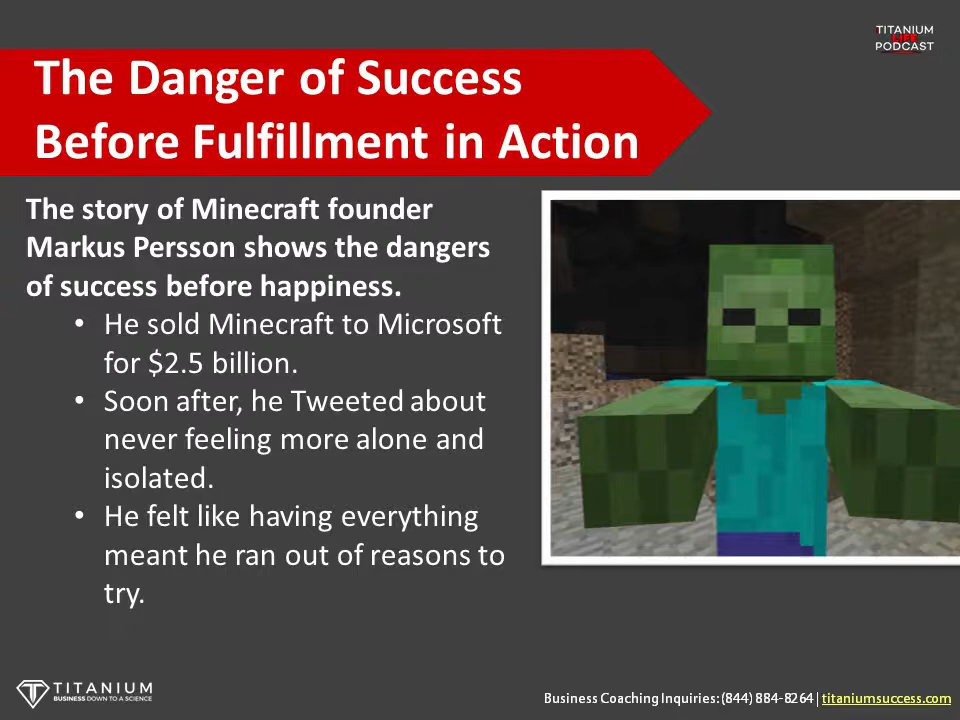 TITANIUM
LIFE
PODCAST
The Danger of Success
Before Fulfillment in Action
The story of Minecraft founder
Markus Persson shows the dangers
of success before happiness.
• He sold Minecraft to Microsoft
for $2.5 billion.
• Soon after, he Tweeted about
never feeling more alone and
isolated.
• He felt like having everything
meant he ran out of reasons to
try.
TITANIUM
BUSINESS DOWN TO A SCIENCE
Business Coaching Inquiries: (844) 884-8264 | titaniumsuccess.com